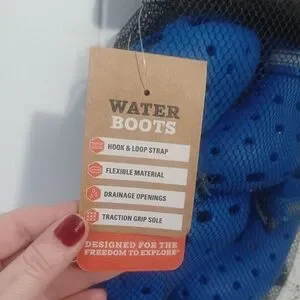 WATER
BOOTS
HOOK & LOOP STRAP
FLEXIBLE MATERIAL
DRAINAGE OPENINGS
TRACTION GRIP SOLE
DESIGNED FOR THE
FREEDOM TO EXPLORE